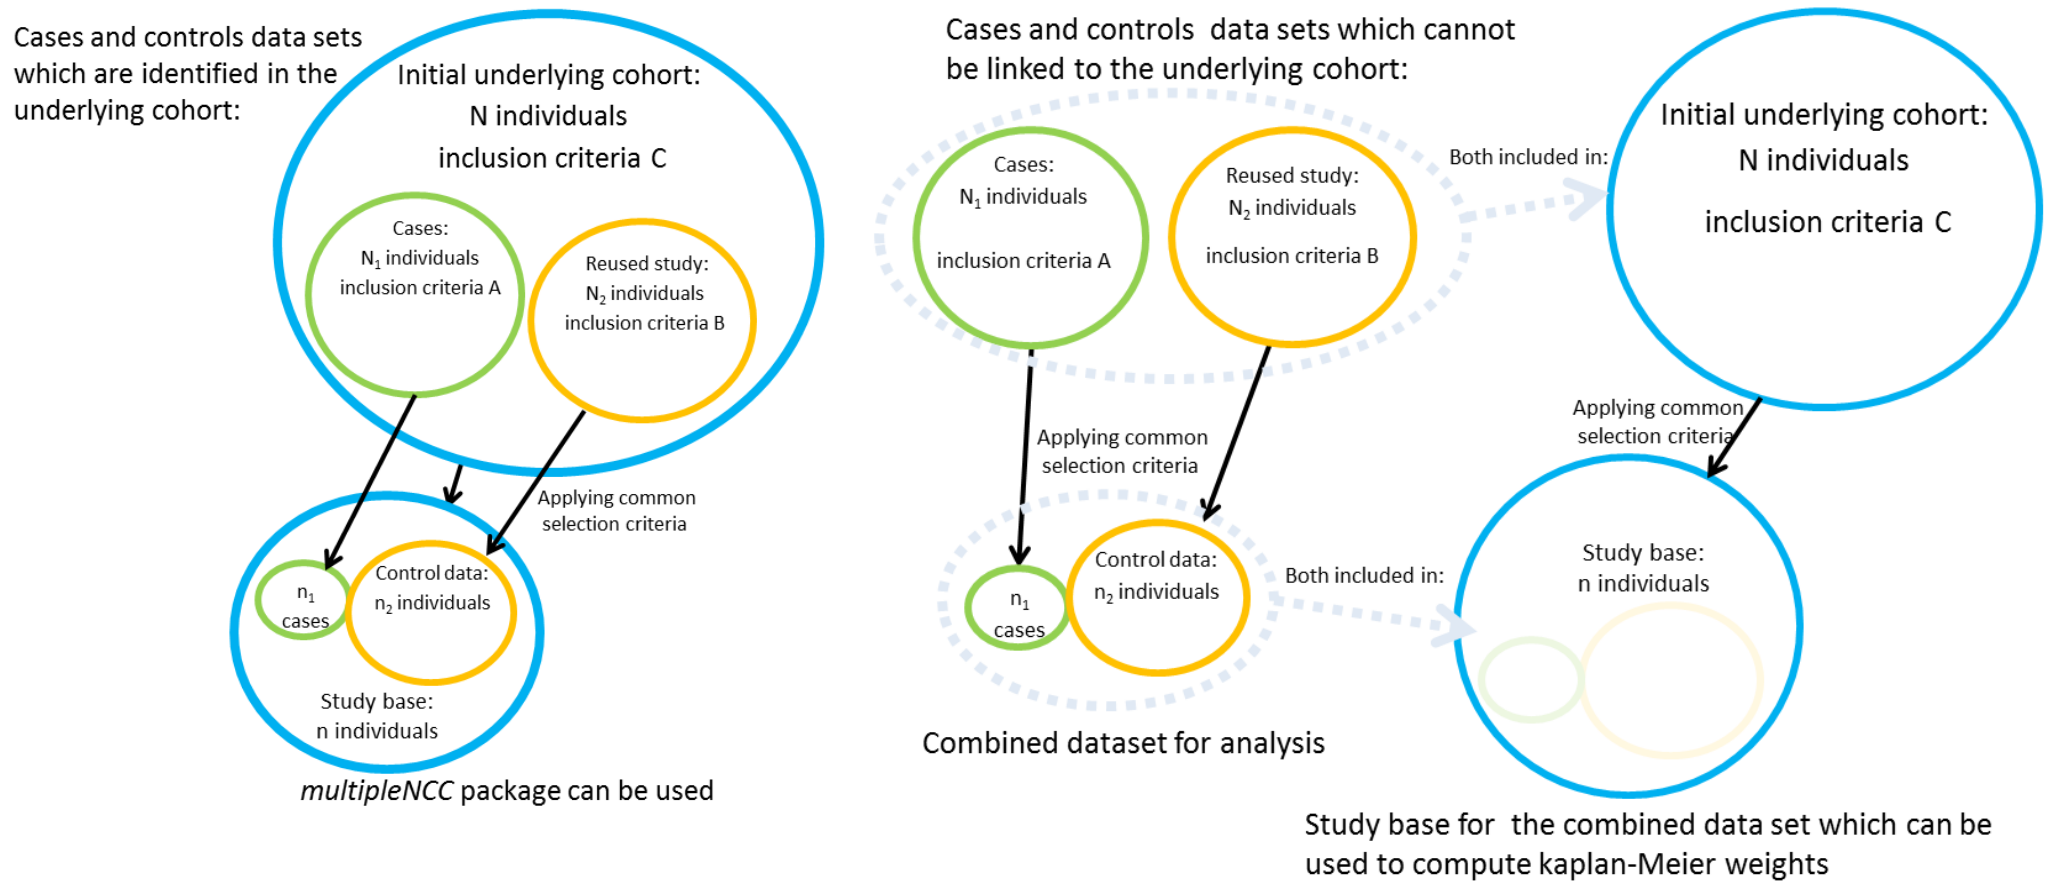 Cases and controls data sets
which are identified in the
underlying cohort:
Initial underlying cohort:
N individuals
inclusion criteria C
Cases:
N₁ individuals
inclusion criteria A
Reused study:
N₂ individuals
inclusion criteria B
Applying common
selection criteria
n₁
cases
Control data:
n₂ individuals
Study base:
n individuals
multipleNCC package can be used
Cases and controls  data sets which cannot
be linked to the underlying cohort:
Cases:
N₁ individuals
inclusion criteria A
Reused study:
N₂ individuals
inclusion criteria B
Both included in:
Initial underlying cohort:
N individuals
inclusion criteria C
Applying common
selection criteria
Applying common
selection criteria
n₁
cases
Control data:
n₂ individuals
Both included in:
Study base:
n individuals
Combined dataset for analysis
Study base for  the combined data set which can be
used to compute kaplan-Meier weights